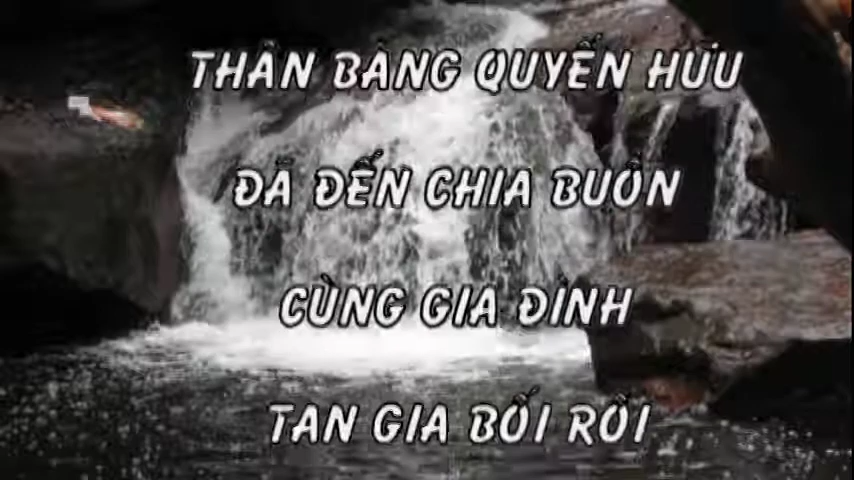 THÂN BẰNG QUYẾN HỮU
ĐÃ ĐẾN CHIA BUỒN
CÙNG GIA ĐÌNH
TANG GIA BỐI RỐI